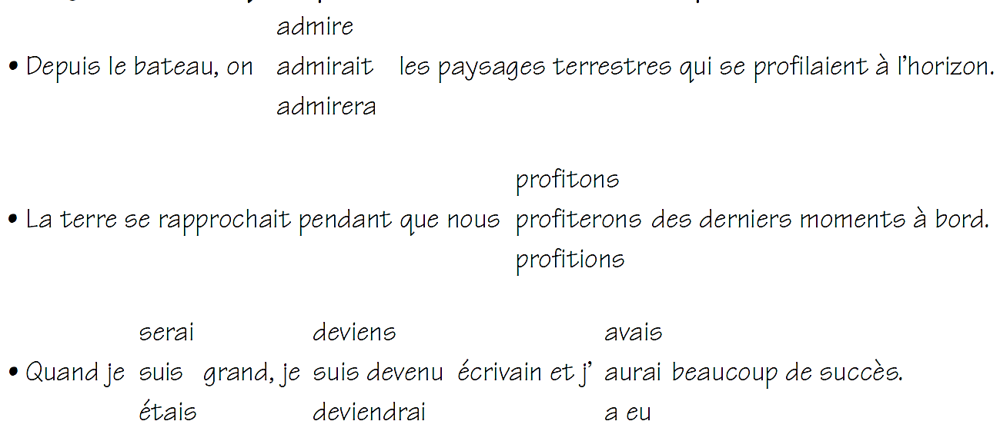 admire
• Depuis le bateau, on admirait les paysages terrestres qui se profilaient à l’horizon.
admirera
profitons
• La terre se rapprochait pendant que nous profiterons des derniers moments à bord.
profitions
serai deviens avais
• Quand je suis grand, je suis devenu écrivain et j’ aurai beaucoup de succès.
étais deviendrai a eu